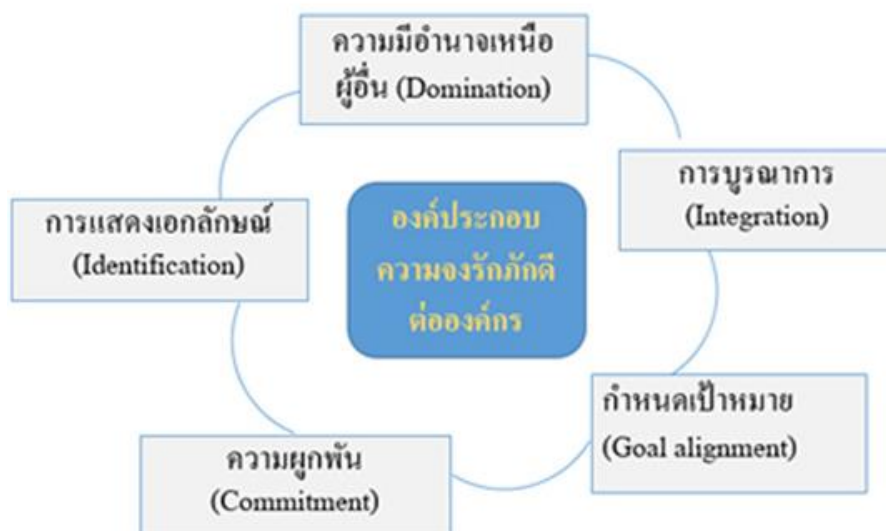 ความมีอำนาจเหนือ
ผู้อื่น (Domination)
การบูรณาการ
(Integration)
การแสดงเอกลักษณ์
(Identification)
องค์ประกอบ
ความจงรักภักดี
ต่อองค์กร
กำหนดเป้าหมาย
(Goal alignment)
ความผูกพัน
(Commitment)